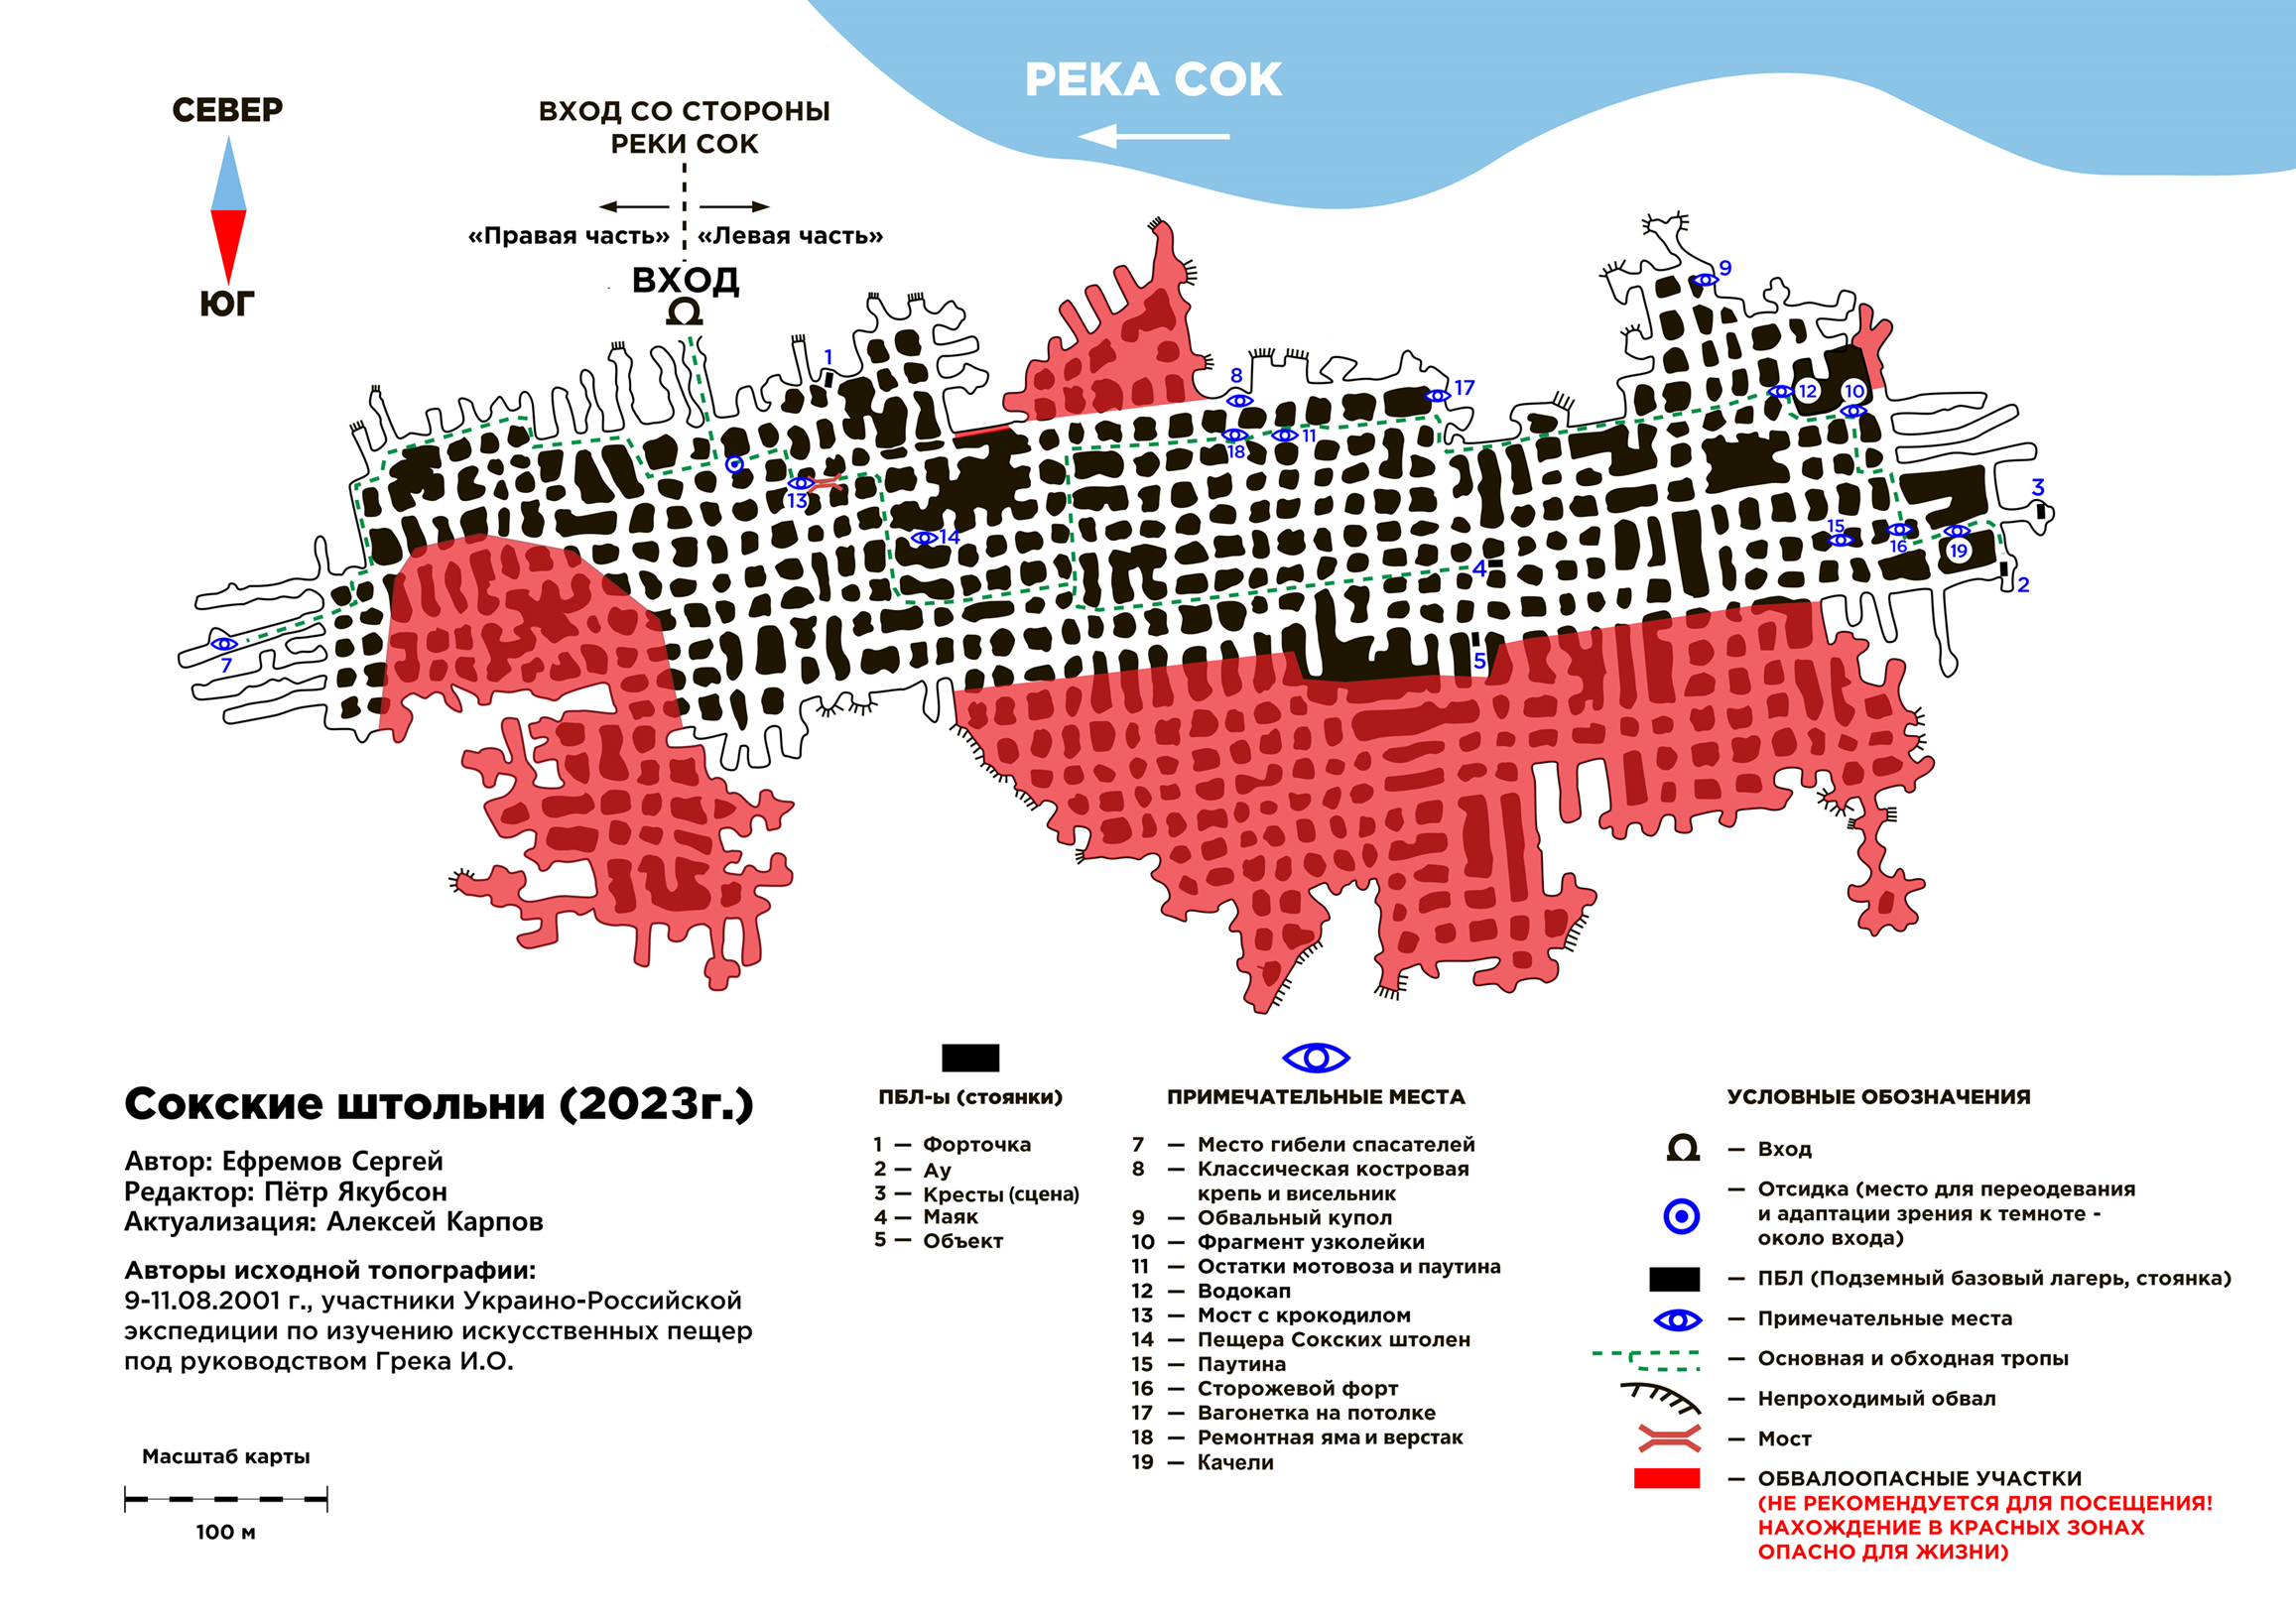 РЕКА СОК
СЕВЕР
ЮГ
ВХОД СО СТОРОНЫ
РЕКИ СОК
«Правая часть»
«Левая часть»
ВХОД
1
9
8
17
12
10
11
18
13
14
3
15
16
19
4
2
5
7
Сокские штольни (2023г.)
Автор: Ефремов Сергей
Редактор: Пётр Якубсон
Актуализация: Алексей Карпов
Авторы исходной топографии:
9-11.08.2001 г., участники Украино-Российской
экспедиции по изучению искусственных пещер
под руководством Грека И.О.
Масштаб карты
100 м
ПБЛ-ы (стоянки)
1 — Форточка
2 — Ау
3 — Кресты (сцена)
4 — Маяк
5 — Объект
ПРИМЕЧАТЕЛЬНЫЕ МЕСТА
7 — Место гибели спасателей
8 — Классическая костровая
крепь и висельник
9 — Обвальный купол
10 — Фрагмент узколейки
11 — Остатки мотовоза и паутина
12 — Водокап
13 — Мост с крокодилом
14 — Пещера Сокских штолен
15 — Паутина
16 — Сторожевой форт
17 — Вагонетка на потолке
18 — Ремонтная яма и верстак
19 — Качели
УСЛОВНЫЕ ОБОЗНАЧЕНИЯ
— Вход
— Отсидка (место для переодевания
и адаптации зрения к темноте -
около входа)
— ПБЛ (Подземный базовый лагерь, стоянка)
— Примечательные места
— Основная и обходная тропы
— Непроходимый обвал
— Мост
— ОБВАЛООПАСНЫЕ УЧАСТКИ
(НЕ РЕКОМЕНДУЕТСЯ ДЛЯ ПОСЕЩЕНИЯ!
НАХОЖДЕНИЕ В КРАСНЫХ ЗОНАХ
ОПАСНО ДЛЯ ЖИЗНИ)